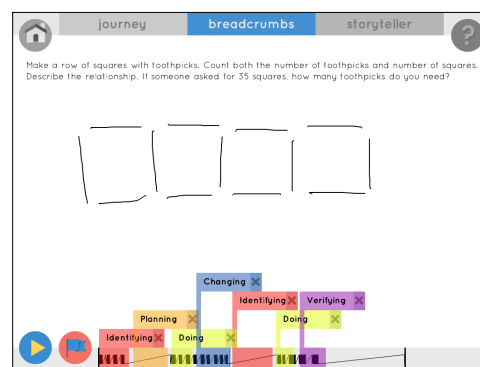 journey breadcrumbs storyteller ?
Make a row of squares with toothpicks. Count both the number of toothpicks and number of squares.
Describe the relationship. If someone asked for 35 squares, how many toothpicks do you need?
Changing
Identifying Verifying
Planning Doing
Identifying Doing